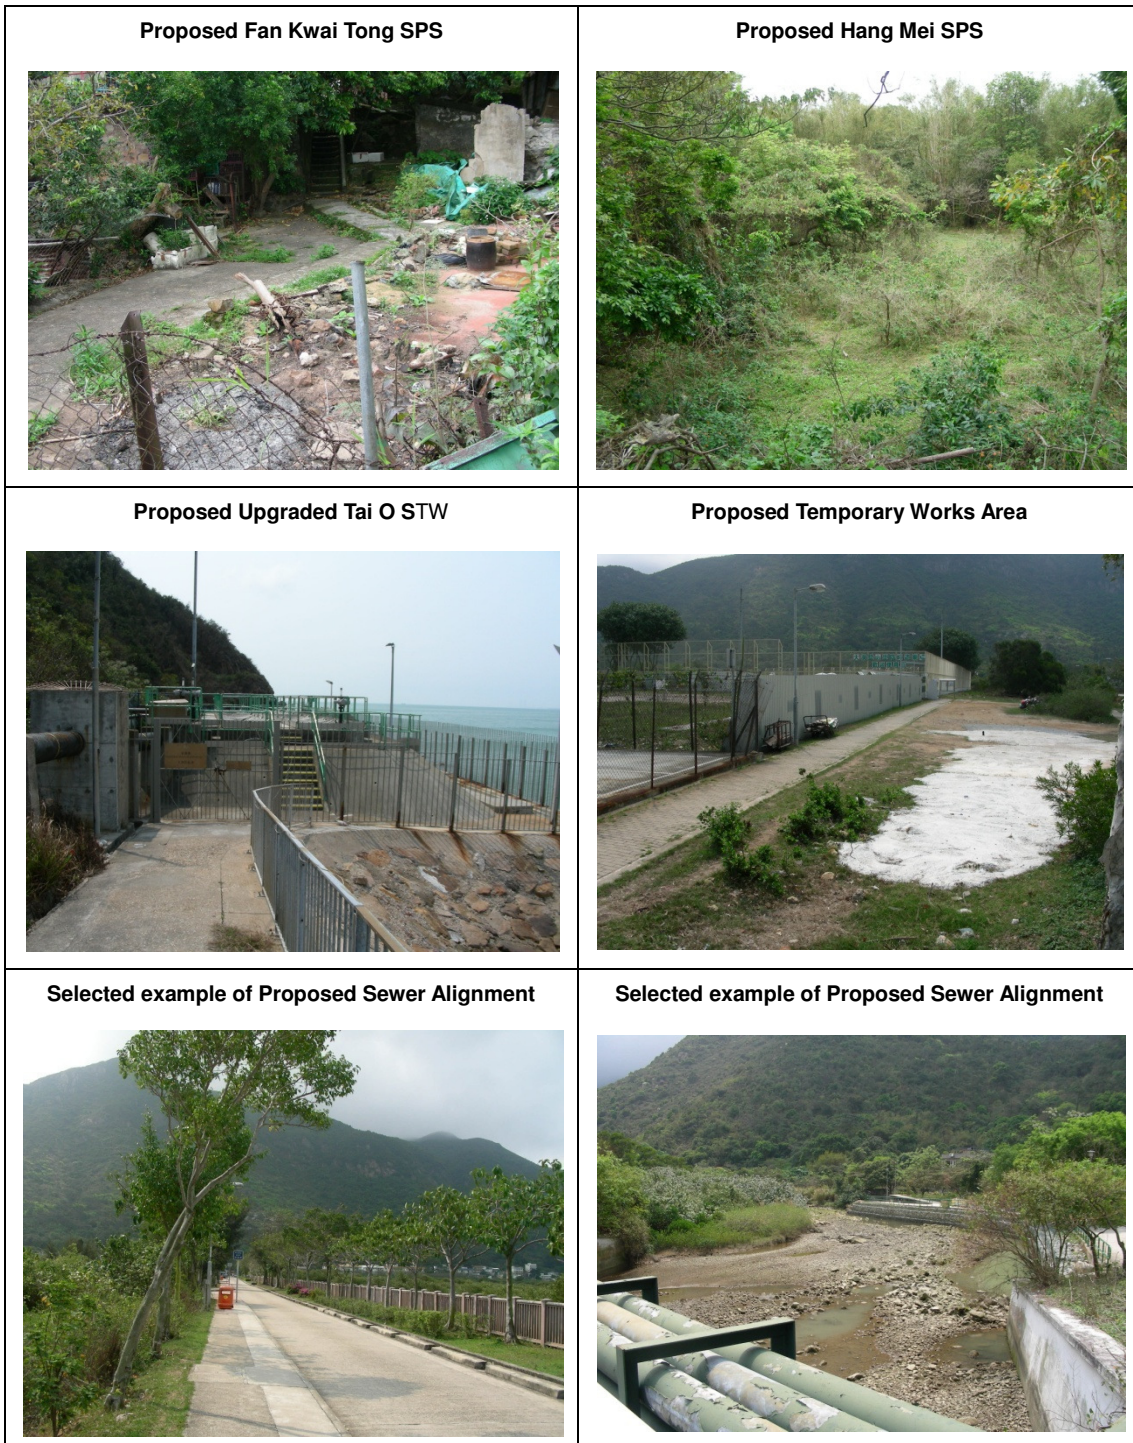 Proposed Fan Kwai Tong SPS
Proposed Hang Mei SPS
Proposed Upgraded Tai O STW
Proposed Temporary Works Area
Selected example of Proposed Sewer Alignment
Selected example of Proposed Sewer Alignment